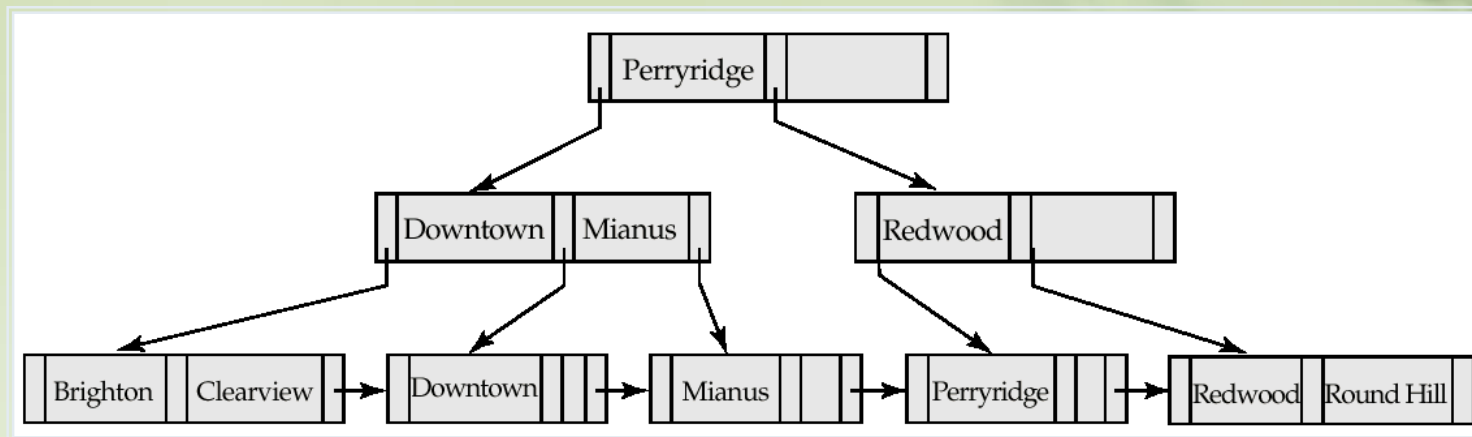 Perryridge
Downtown Mianus Redwood
Brighton Clearview Downtown Mianus Perryridge Redwood Round Hill